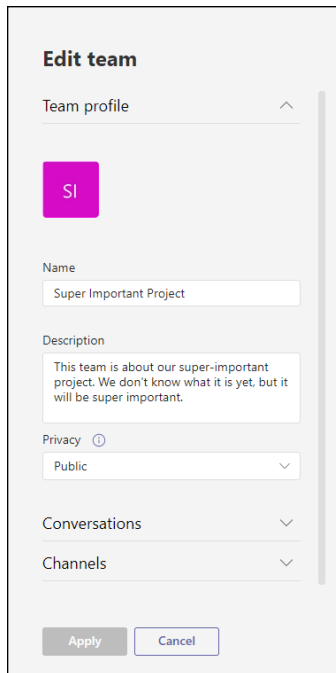 Edit team
Team profile
SI
Name
Super Important Project
Description
This team is about our super-important
project. We don't know what it is yet, but it
will be super important.
Privacy
Public
Conversations
Channels
Apply
Cancel